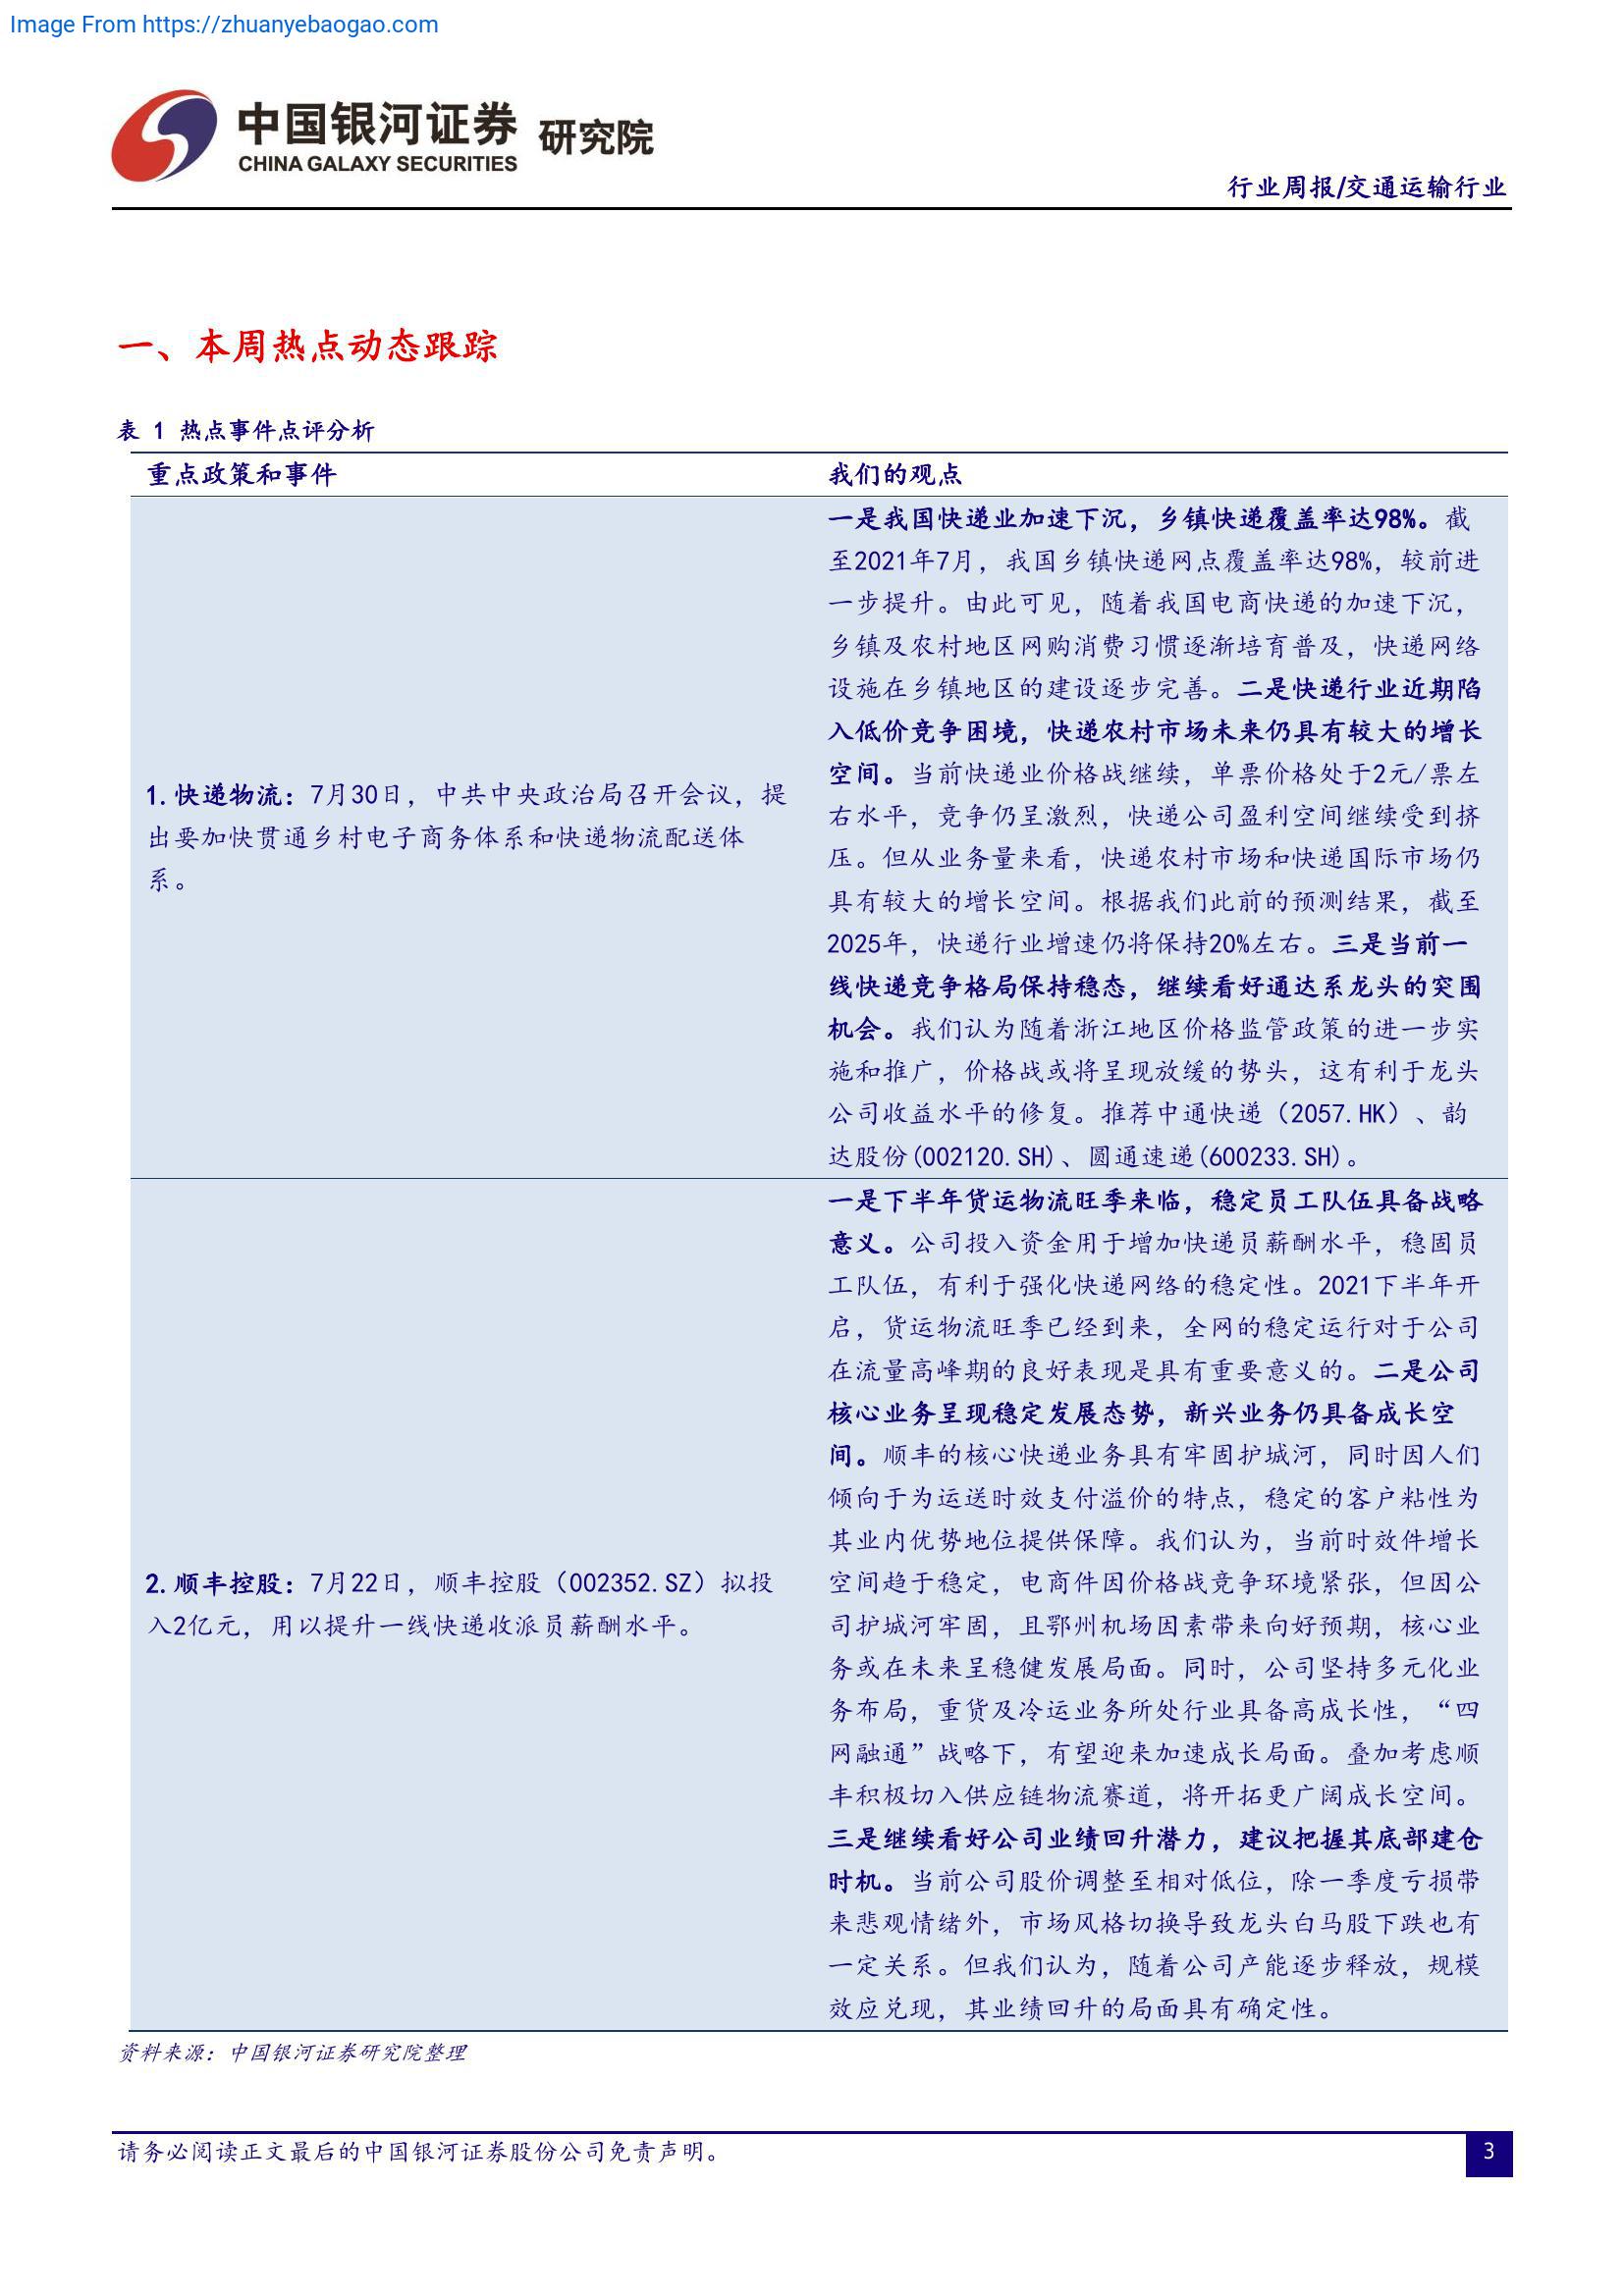 Image From https://zhuanyebaogao.com
中国银河证券 研究院
CHINA GALAXY SECURITIES
行业周报/交通运输行业
一、本周热点动态跟踪
表 1 热点事件点评分析
重点政策和事件
我们的观点
1.快递物流：7月30日，中共中央政治局召开会议，提
出要加快贯通乡村电子商务体系和快递物流配送体
系。
一是我国快递业加速下沉，乡镇快递覆盖率达98%。截
至2021年7月，我国乡镇快递网点覆盖率达98%，较前进
一步提升。由此可见，随着我国电商快递的加速下沉，
乡镇及农村地区网购消费习惯逐渐培育普及，快递网络
设施在乡镇地区的建设逐步完善。二是快递行业近期陷
入低价竞争困境，快递农村市场未来仍具有较大的增长
空间。当前快递业价格战继续，单票价格处于2元/票左
右水平，竞争仍呈激烈，快递公司盈利空间继续受到挤
压。但从业务量来看，快递农村市场和快递国际市场仍
具有较大的增长空间。根据我们此前的预测结果，截至
2025年，快递行业增速仍将保持20%左右。三是当前一
线快递竞争格局保持稳态，继续看好通达系龙头的突围
机会。我们认为随着浙江地区价格监管政策的进一步实
施和推广，价格战或将呈现放缓的势头，这有利于龙头
公司收益水平的修复。推荐中通快递（2057.HK）、韵
达股份(002120.SH)、圆通速递(600233.SH)。
2.顺丰控股：7月22日，顺丰控股（002352.SZ）拟投
入2亿元，用以提升一线快递收派员薪酬水平。
一是下半年货运物流旺季来临，稳定员工队伍具备战略
意义。公司投入资金用于增加快递员薪酬水平，稳固员
工队伍，有利于强化快递网络的稳定性。2021下半年开
启，货运物流旺季已经到来，全网的稳定运行对于公司
在流量高峰期的良好表现是具有重要意义的。二是公司
核心业务呈现稳定发展态势，新兴业务仍具备成长空
间。顺丰的核心快递业务具有牢固护城河，同时因人们
倾向于为运送时效支付溢价的特点，稳定的客户粘性为
其业内优势地位提供保障。我们认为，当前时效件增长
空间趋于稳定，电商件因价格战竞争环境紧张，但因公
司护城河牢固，且鄂州机场因素带来向好预期，核心业
务或在未来呈稳健发展局面。同时，公司坚持多元化业
务布局，重货及冷运业务所处行业具备高成长性，“四
网融通”战略下，有望迎来加速成长局面。叠加考虑顺
丰积极切入供应链物流赛道，将开拓更广阔成长空间。
三是继续看好公司业绩回升潜力，建议把握其底部建仓
时机。当前公司股价调整至相对低位，除一季度亏损带
来悲观情绪外，市场风格切换导致龙头白马股下跌也有
一定关系。但我们认为，随着公司产能逐步释放，规模
效应兑现，其业绩回升的局面具有确定性。
资料来源：中国银河证券研究院整理
请务必阅读正文最后的中国银河证券股份公司免责声明。
3